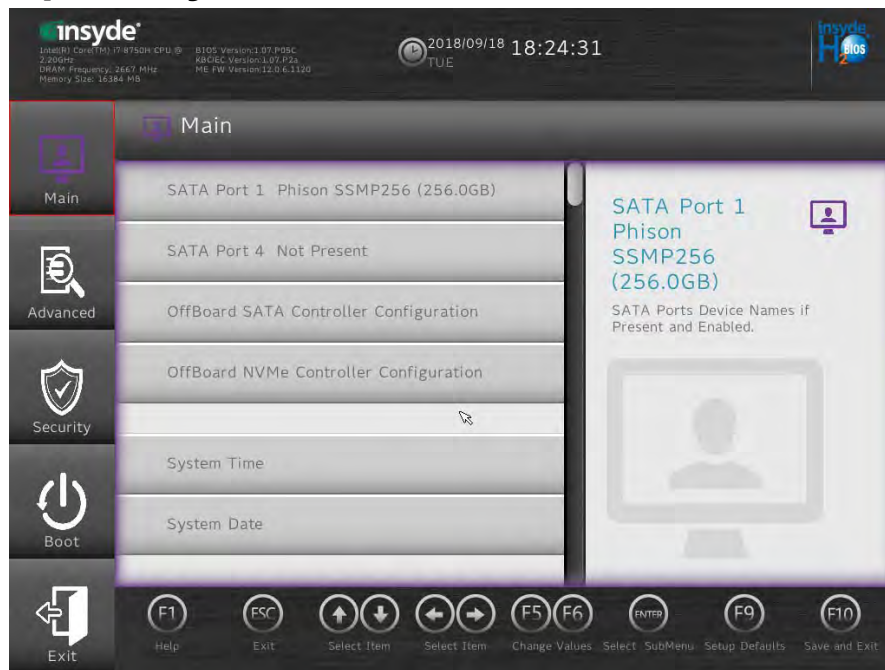 insyde®
Intel(R) Core(TM) i7-8750H CPU @
2.20GHz
DRAM Frequency: 2667 MHz
Memory Size: 16384 MB
BIOS Version:1.07.P05C
KBC/EC Version:1.07.P2a
ME FW Version:12.0.6.1120
2018/09/18 18:24:31
TUE
insyde
H2O BIOS
Main
Main
Advanced
Security
Boot
Exit
SATA Port 1 Phison SSMP256 (256.0GB)
SATA Port 4 Not Present
OffBoard SATA Controller Configuration
OffBoard NVMe Controller Configuration
System Time
System Date
SATA Port 1
Phison
SSMP256
(256.0GB)
SATA Ports Device Names if
Present and Enabled.
F1 ESC F5 F6 ENTER F9 F10
Help Exit Select Item Select Item Change Values Select SubMenu Setup Defaults Save and Exit